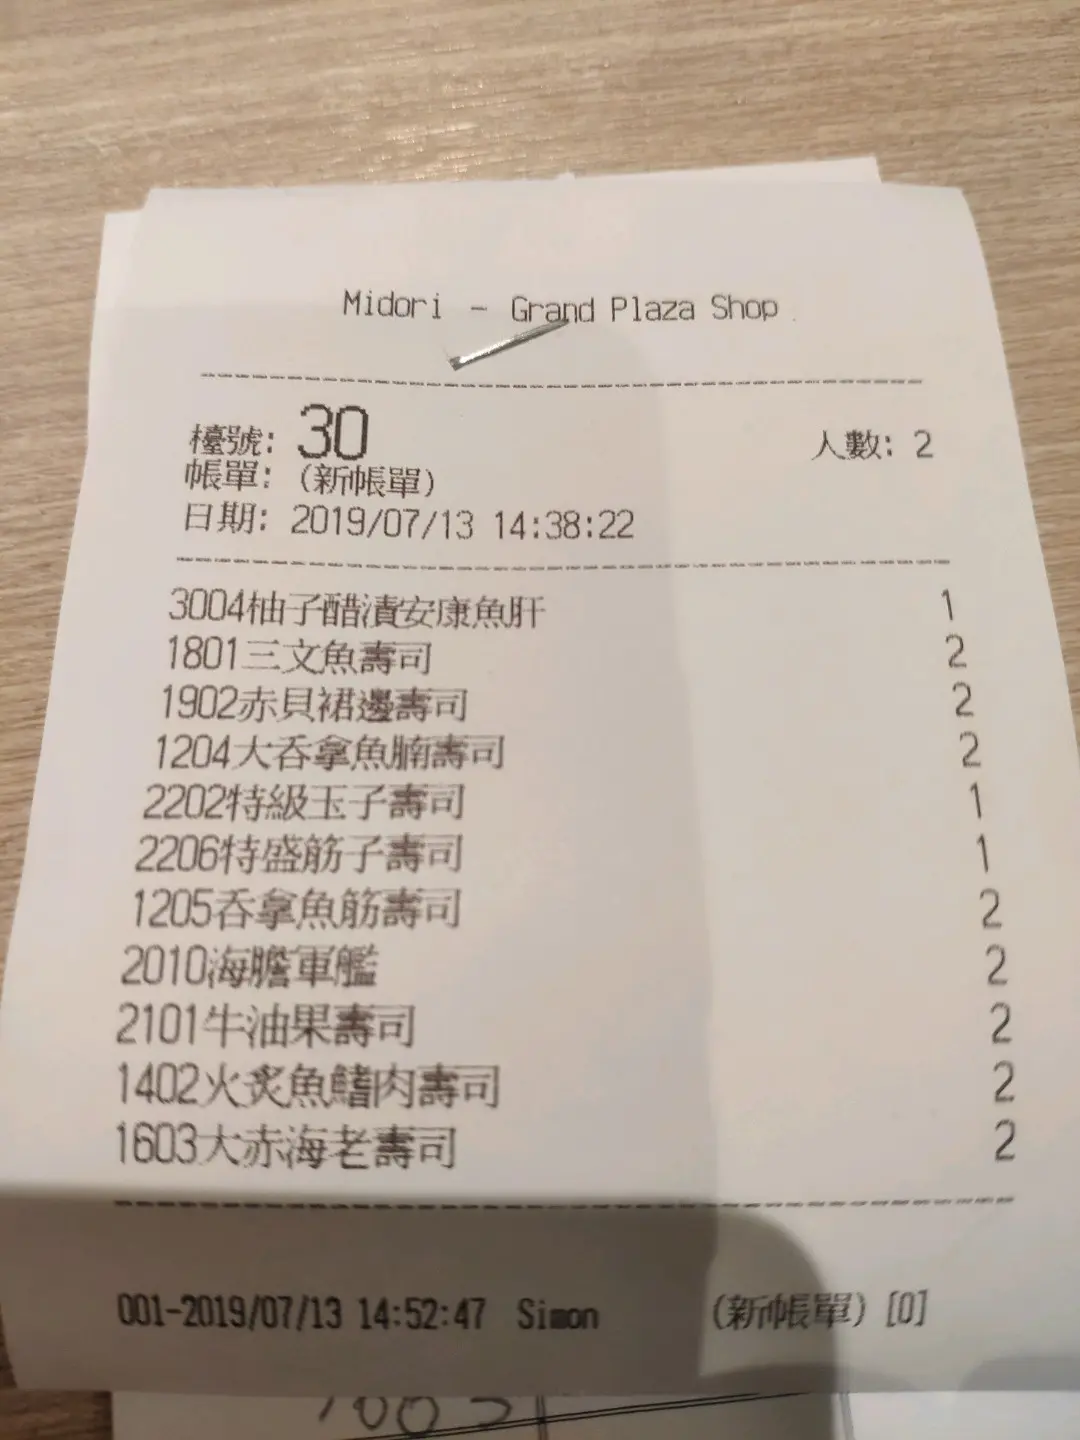 Midori - Grand Plaza Shop
檯號: 30 人數: 2
帳單: (新帳單)
日期: 2019/07/13 14:38:22
3004柚子醋漬安康魚肝 1
1801三文魚壽司 2
1902赤貝裙邊壽司 2
1204大吞拿魚腩壽司 2
2202特級玉子壽司 1
2206特盛筋子壽司 1
1205吞拿魚筋壽司 2
2010海膽軍艦 2
2101牛油果壽司 2
1402火炙魚鰭肉壽司 2
1603大赤海老壽司 2
001-2019/07/13 14:52:47 Simon (新帳單) [0]